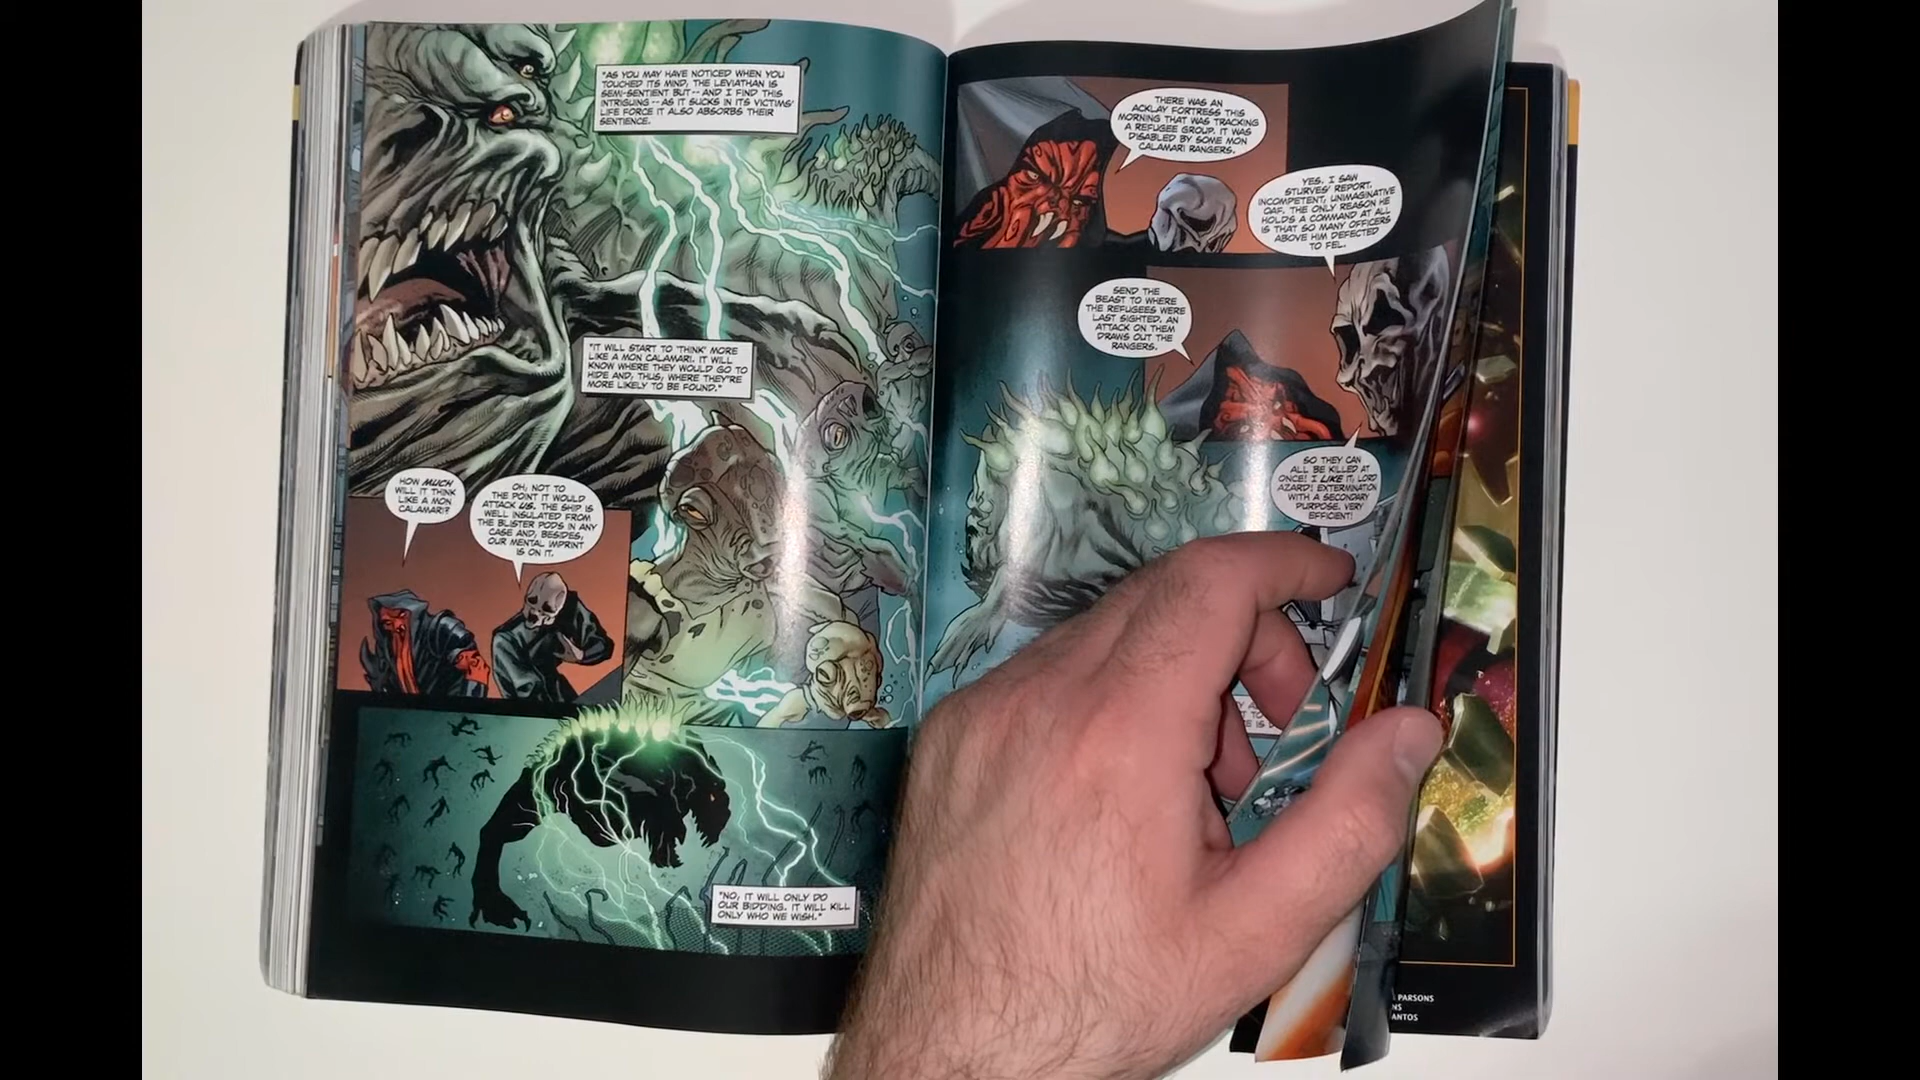 "AS YOU MAY HAVE NOTICED WHEN YOU
TOUCHED ITS MIND, THE LEVIATHAN IS
SEMI-SENTIENT BUT -- AND I FIND THIS
INTRIGUING -- AS IT SUCKS IN ITS VICTIMS'
LIFE FORCE IT ALSO ABSORBS THEIR
SENTIENCE.
"IT WILL START TO 'THINK' MORE
LIKE A MON CALAMARI. IT WILL
KNOW WHERE THEY WOULD GO TO
HIDE AND, THUS, WHERE THEY'RE
MORE LIKELY TO BE FOUND."
HOW MUCH
WILL IT THINK
LIKE A MON
CALAMARI?
OH, NOT TO
THE POINT IT WOULD
ATTACK US. THE SHIP IS
WELL INSULATED FROM
THE BLISTER PODS IN ANY
CASE AND, BESIDES,
OUR MENTAL IMPRINT
IS ON IT.
"NO, IT WILL ONLY DO
OUR BIDDING. IT WILL KILL
ONLY WHO WE WISH."
THERE WAS AN
ACKLAY FORTRESS THIS
MORNING THAT WAS TRACKING
A REFUGEE GROUP. IT WAS
DISABLED BY SOME MON
CALAMARI RANGERS.
YES. I SAW
STURVES' REPORT.
INCOMPETENT, UNIMAGINATIVE
OAF. THE ONLY REASON HE
HOLDS A COMMAND AT ALL
IS THAT SO MANY OFFICERS
ABOVE HIM DEFECTED
TO FEL.
SEND THE
BEAST TO WHERE
THE REFUGEES WERE
LAST SIGHTED. AN
ATTACK ON THEM
DRAWS OUT THE
RANGERS.
SO THEY CAN
ALL BE KILLED AT
ONCE! I LIKE IT, LORD
AZARD! EXTERMINATION
WITH A SECONDARY
PURPOSE. VERY
EFFICIENT!
PARSONS
NS
ANTOS